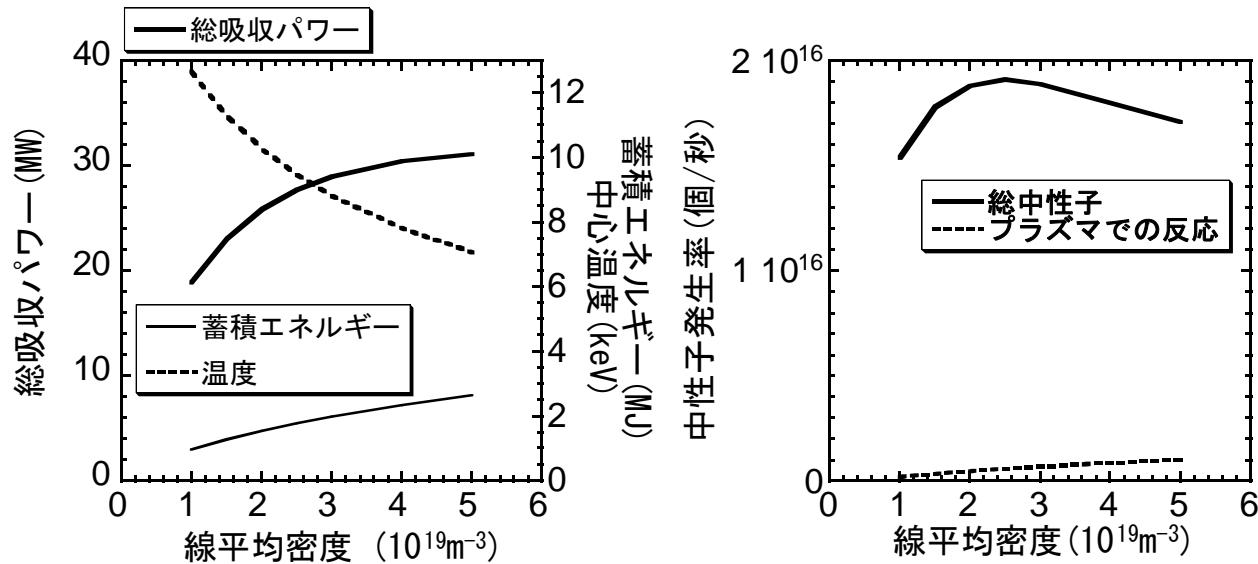 総吸収パワー
40
30
20
10
0
総吸収パワー(MW)
12
10
8
6
4
2
0
蓄積エネルギー(MJ)
中心温度(keV)
蓄積エネルギー
温度
0 1 2 3 4 5 6
線平均密度 (10¹⁹m⁻³)
中性子発生率(個/秒)
2 10¹⁶
1 10¹⁶
0
総中性子
プラズマでの反応
0 1 2 3 4 5 6
線平均密度(10¹⁹m⁻³)